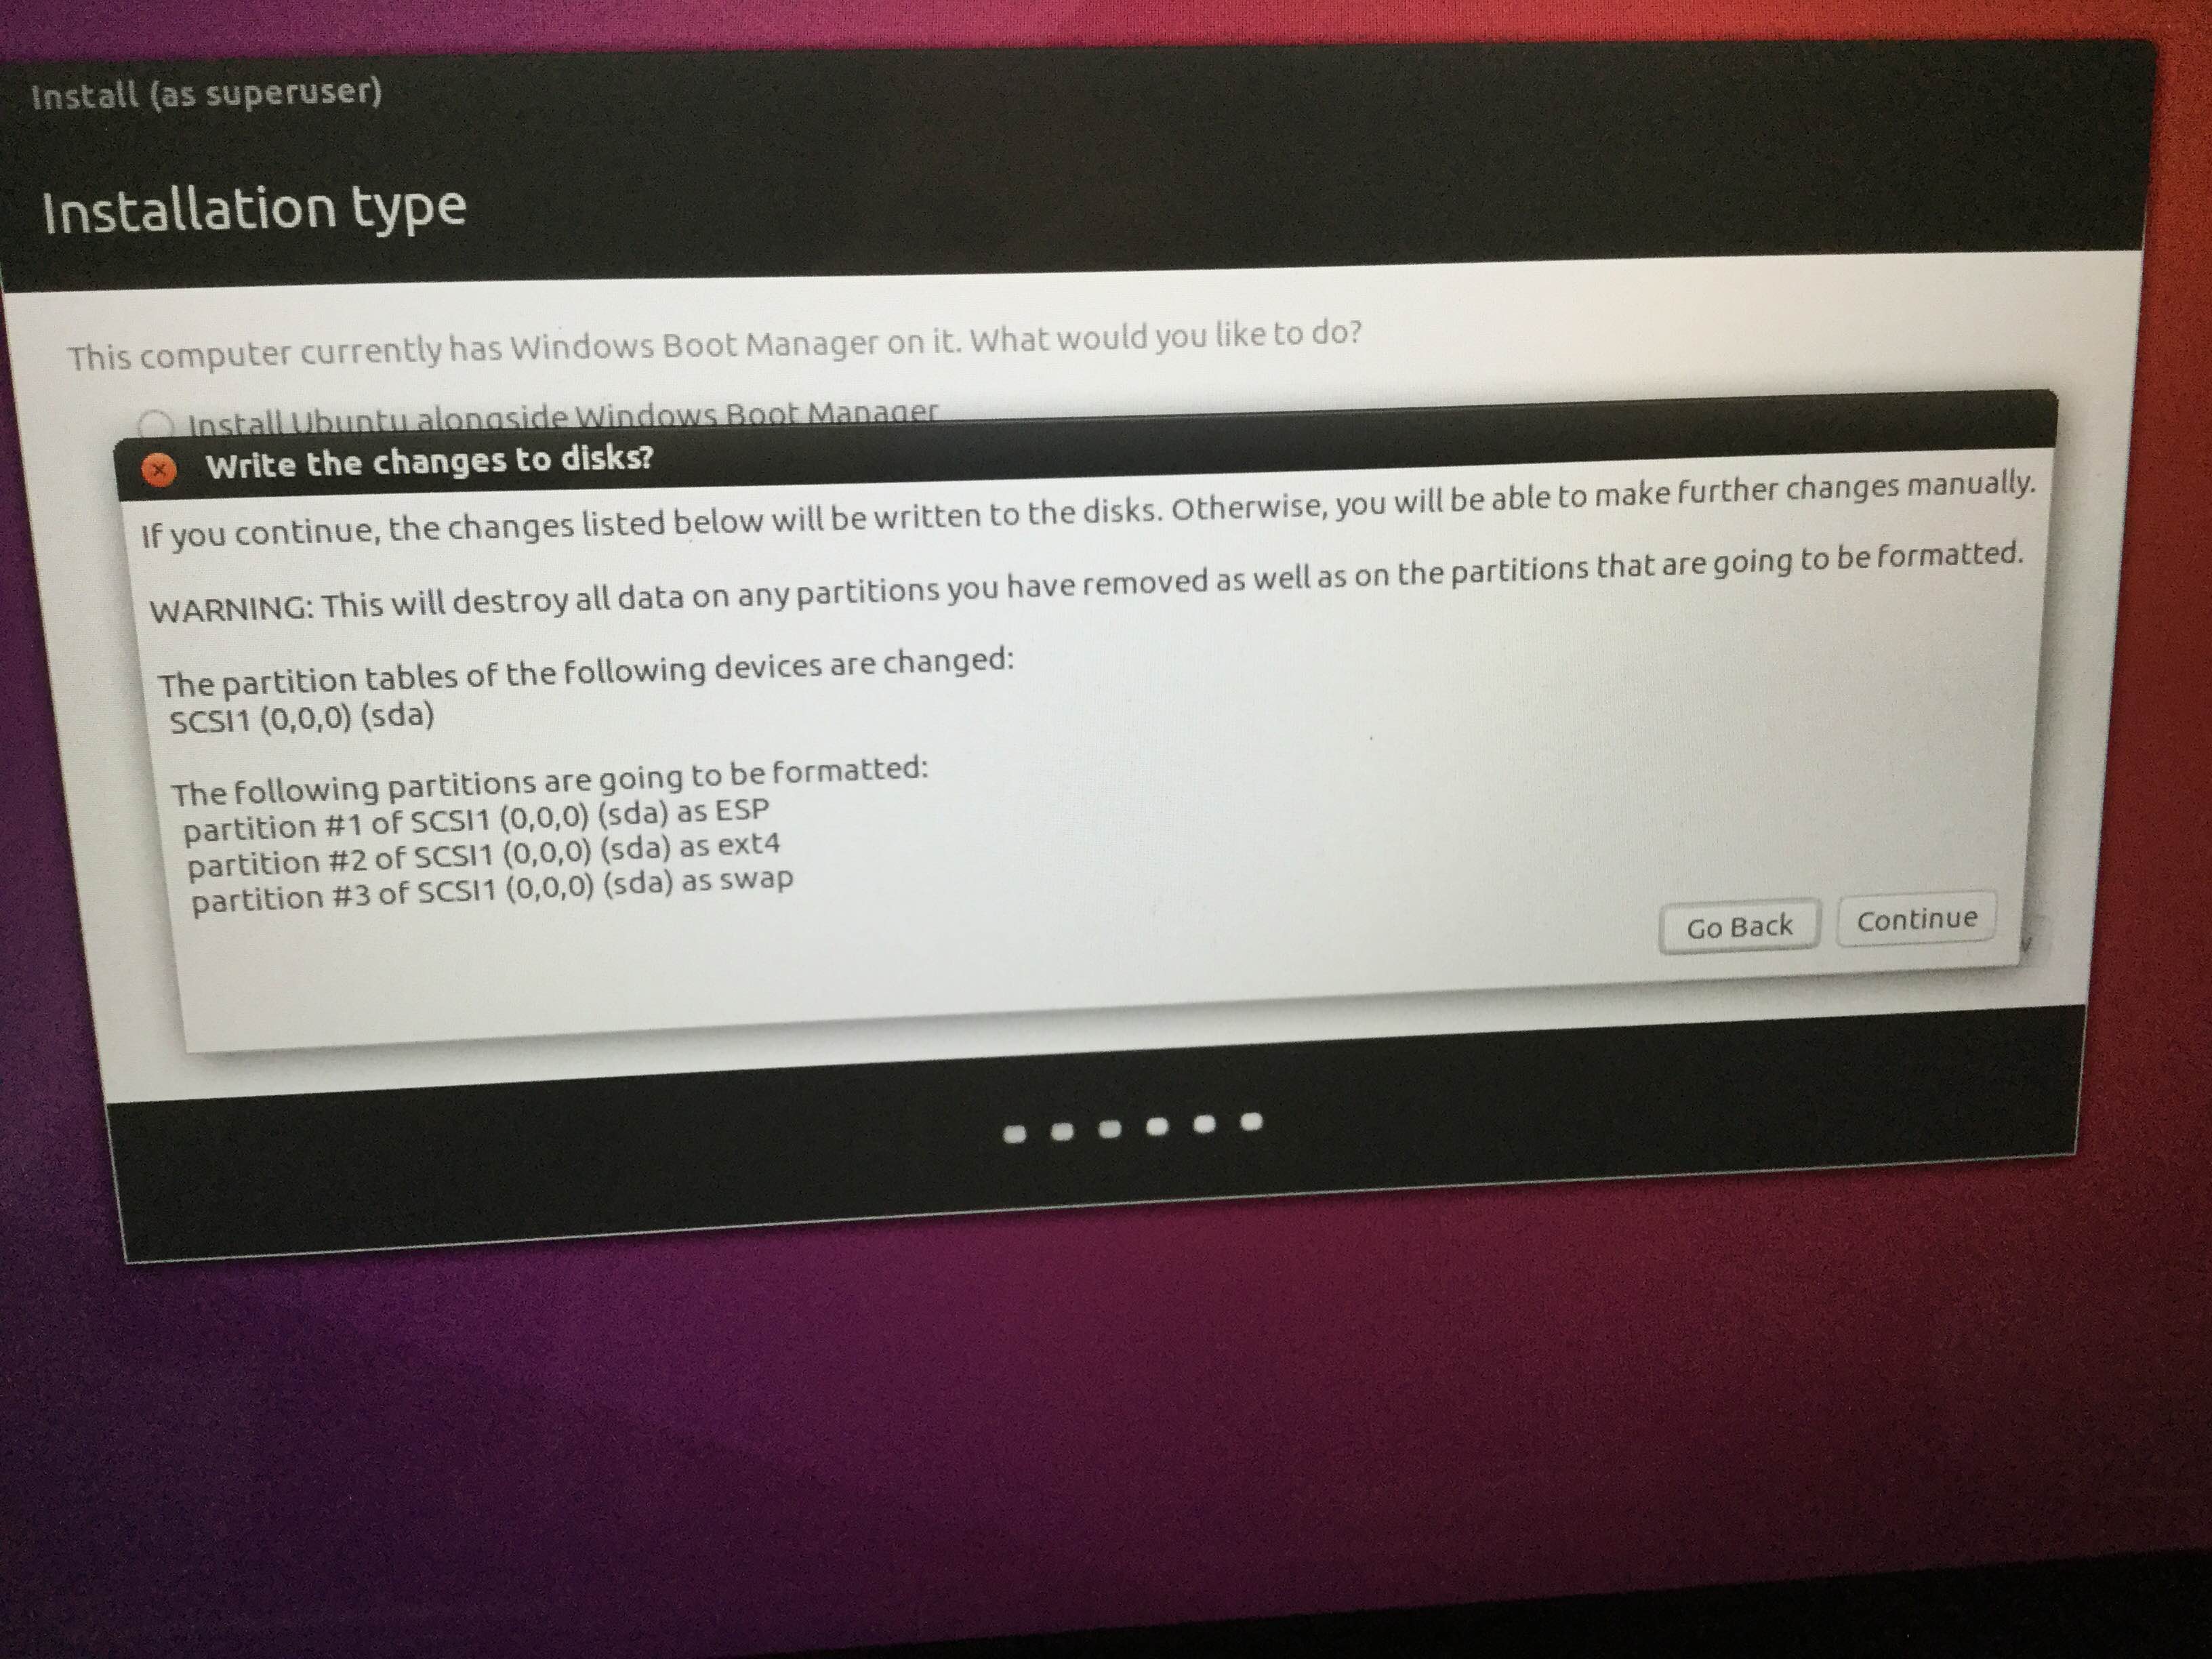 Install (as superuser)
Installation type
This computer currently has Windows Boot Manager on it. What would you like to do?
Install Ubuntu alongside Windows Boot Manager
Write the changes to disks?
If you continue, the changes listed below will be written to the disks. Otherwise, you will be able to make further changes manually.
WARNING: This will destroy all data on any partitions you have removed as well as on the partitions that are going to be formatted.
The partition tables of the following devices are changed:
SCSI1 (0,0,0) (sda)
The following partitions are going to be formatted:
partition #1 of SCSI1 (0,0,0) (sda) as ESP
partition #2 of SCSI1 (0,0,0) (sda) as ext4
partition #3 of SCSI1 (0,0,0) (sda) as swap
Go Back
Continue